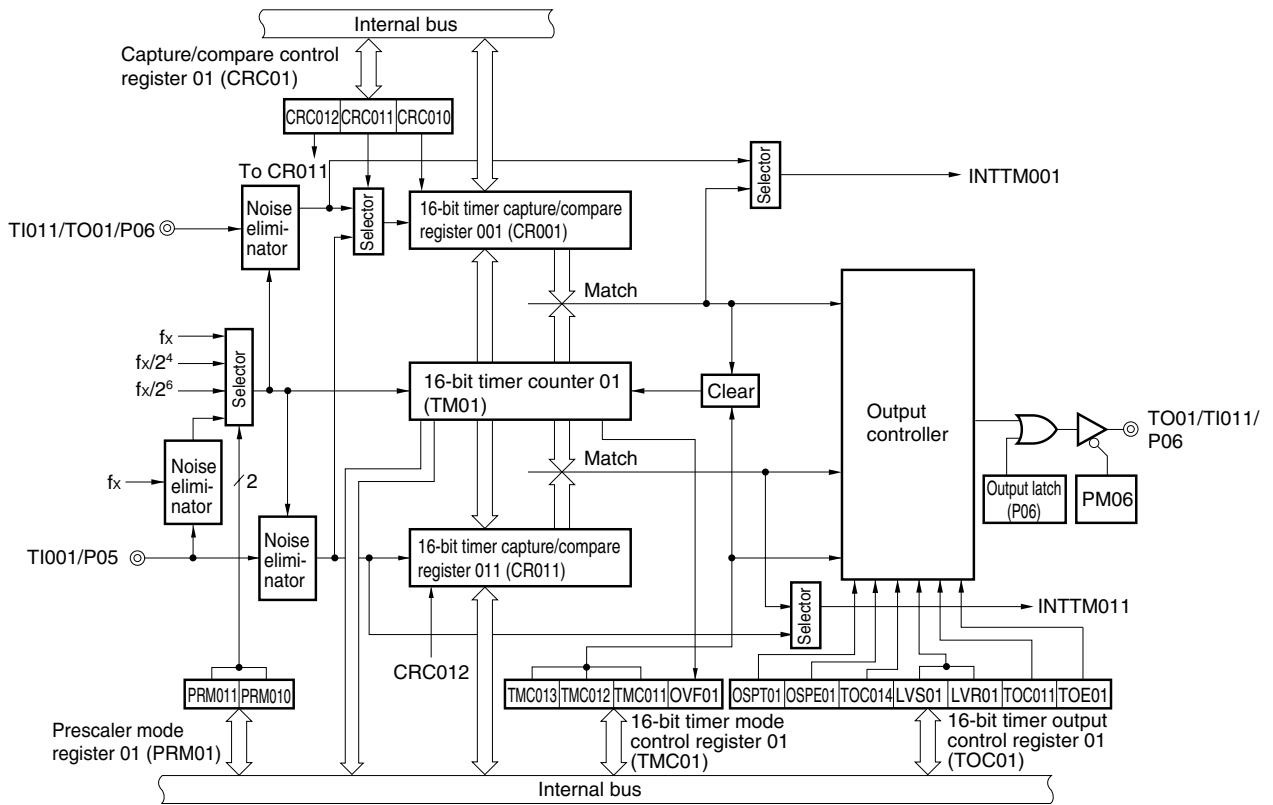 Internal bus
Capture/compare control
register 01 (CRC01)
CRC012 CRC011 CRC010
To CR011
Selector
INTTM001
Noise
elimi-
nator
Selector
16-bit timer capture/compare
register 001 (CR001)
TI011/TO01/P06
Match
fx
fx/2⁴
fx/2⁶
Selector
16-bit timer counter 01
(TM01)
Clear
Output
controller
TO01/TI011/
P06
Match
fx
Noise
elimi-
nator
2
Output latch
(P06)
PM06
TI001/P05
Noise
elimi-
nator
16-bit timer capture/compare
register 011 (CR011)
Selector
INTTM011
CRC012
PRM011 PRM010
TMC013 TMC012 TMC011 OVF01
OSPT01 OSPE01 TOC014 LVS01 LVR01 TOC011 TOE01
Prescaler mode
register 01 (PRM01)
16-bit timer mode
control register 01
(TMC01)
16-bit timer output
control register 01
(TOC01)
Internal bus